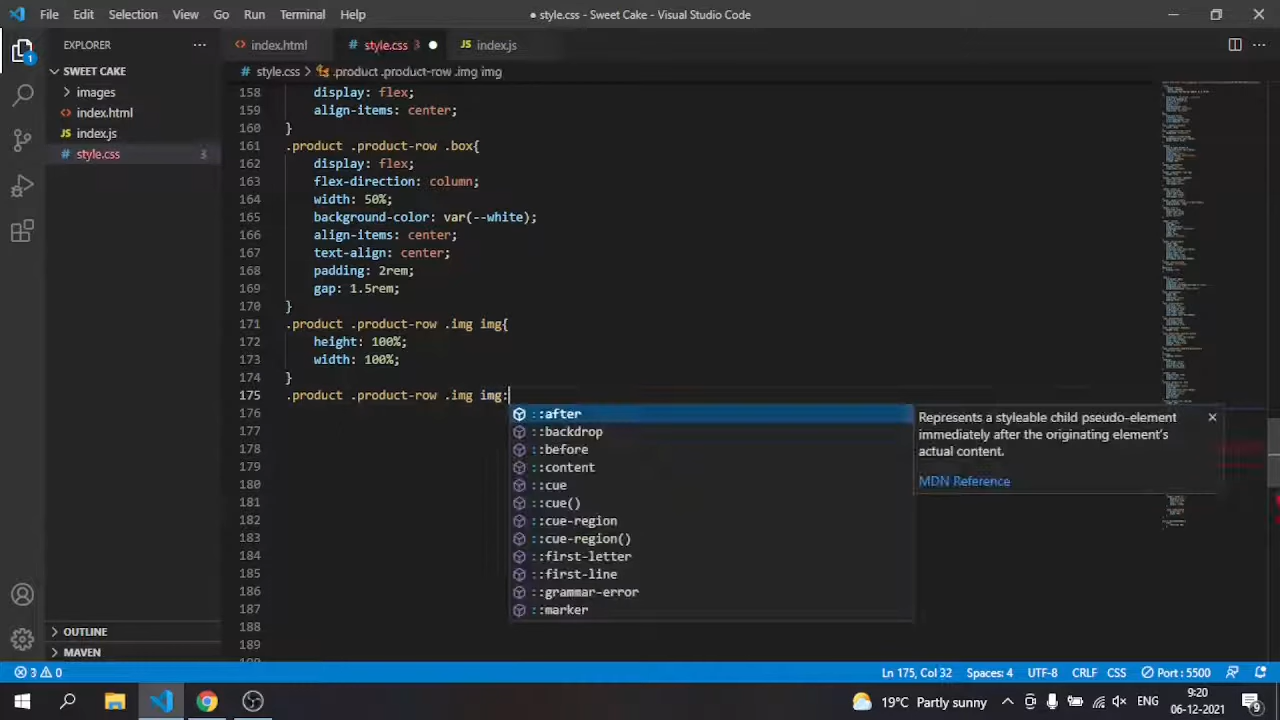 File Edit Selection View Go Run Terminal Help
● style.css - Sweet Cake - Visual Studio Code
EXPLORER
index.html
style.css 3
index.js
SWEET CAKE
style.css > .product .product-row .img img
images
index.html
index.js
style.css 3
158 display: flex;
159 align-items: center;
160 }
161 .product .product-row .box{
162 display: flex;
163 flex-direction: column;
164 width: 50%;
165 background-color: var(--white);
166 align-items: center;
167 text-align: center;
168 padding: 2rem;
169 gap: 1.5rem;
170 }
171 .product .product-row .img img{
172 height: 100%;
173 width: 100%;
174 }
175 .product .product-row .img img:
176
177
178
179
180
181
182
183
184
185
186
187
188
189
::after
::backdrop
::before
::content
::cue
::cue()
::cue-region
::cue-region()
::first-letter
::first-line
::grammar-error
::marker
Represents a styleable child pseudo-element
immediately after the originating element's
actual content.
MDN Reference
1
OUTLINE
MAVEN
3 0
Ln 175, Col 32 Spaces: 4 UTF-8 CRLF CSS Port : 5500
19°C Partly sunny
ENG
9:20
06-12-2021
9